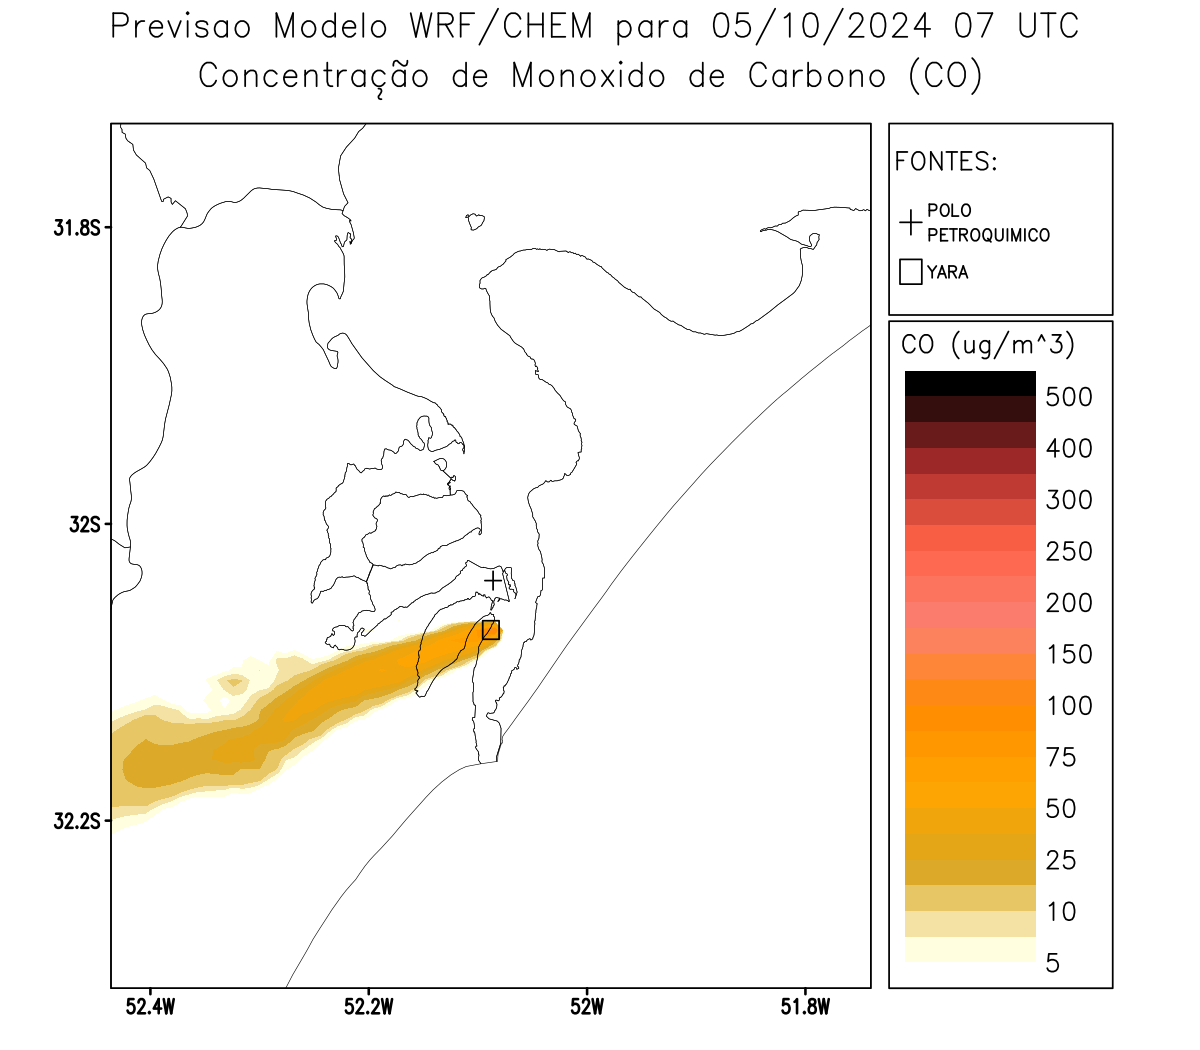 Previsao Modelo WRF/CHEM para 05/10/2024 07 UTC
Concentração de Monoxido de Carbono (CO)
FONTES:
POLO
PETROQUIMICO
YARA
CO (ug/m^3)
500
400
300
250
200
150
100
75
50
25
10
5
31.8S
32S
32.2S
52.4W
52.2W
52W
51.8W